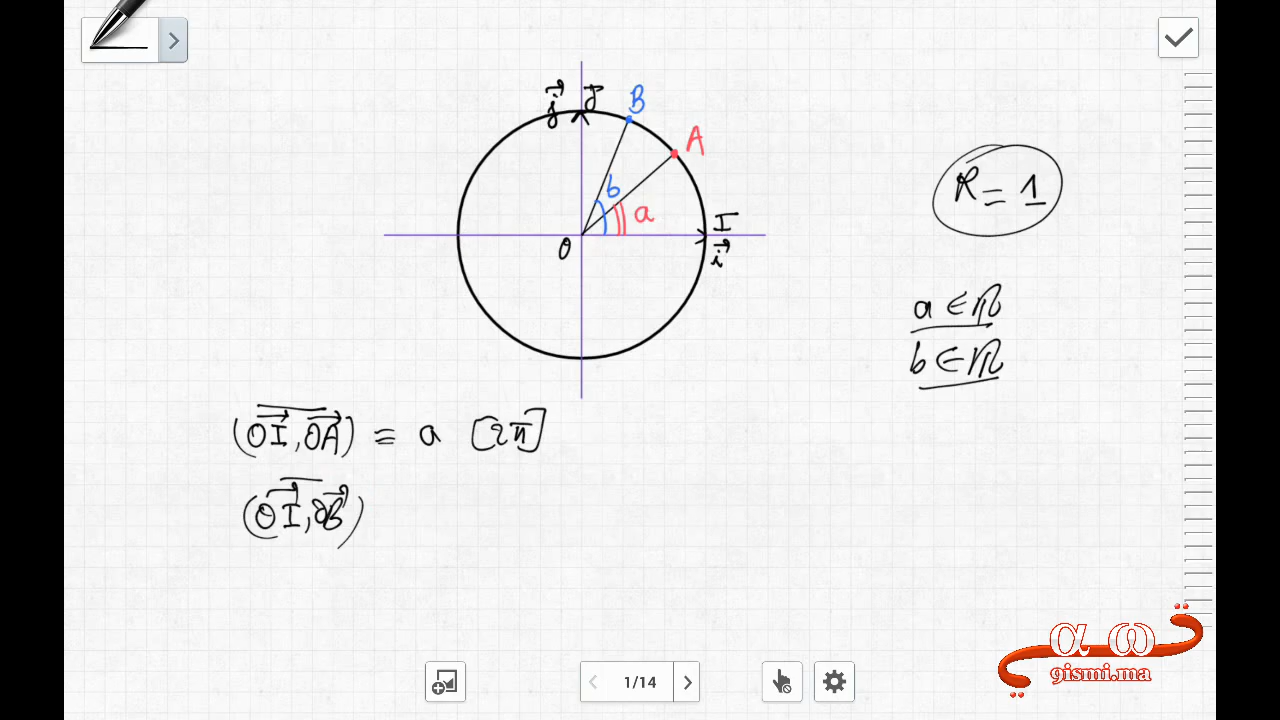 j⃗ J B
A
R = 1
b
a
I
O
i⃗
a ∈ ℝ
b ∈ ℝ
(OI⃗, OA⃗) ≡ a [2π]
(OI⃗, OB⃗)
α ω ق
gismi.ma
1/14